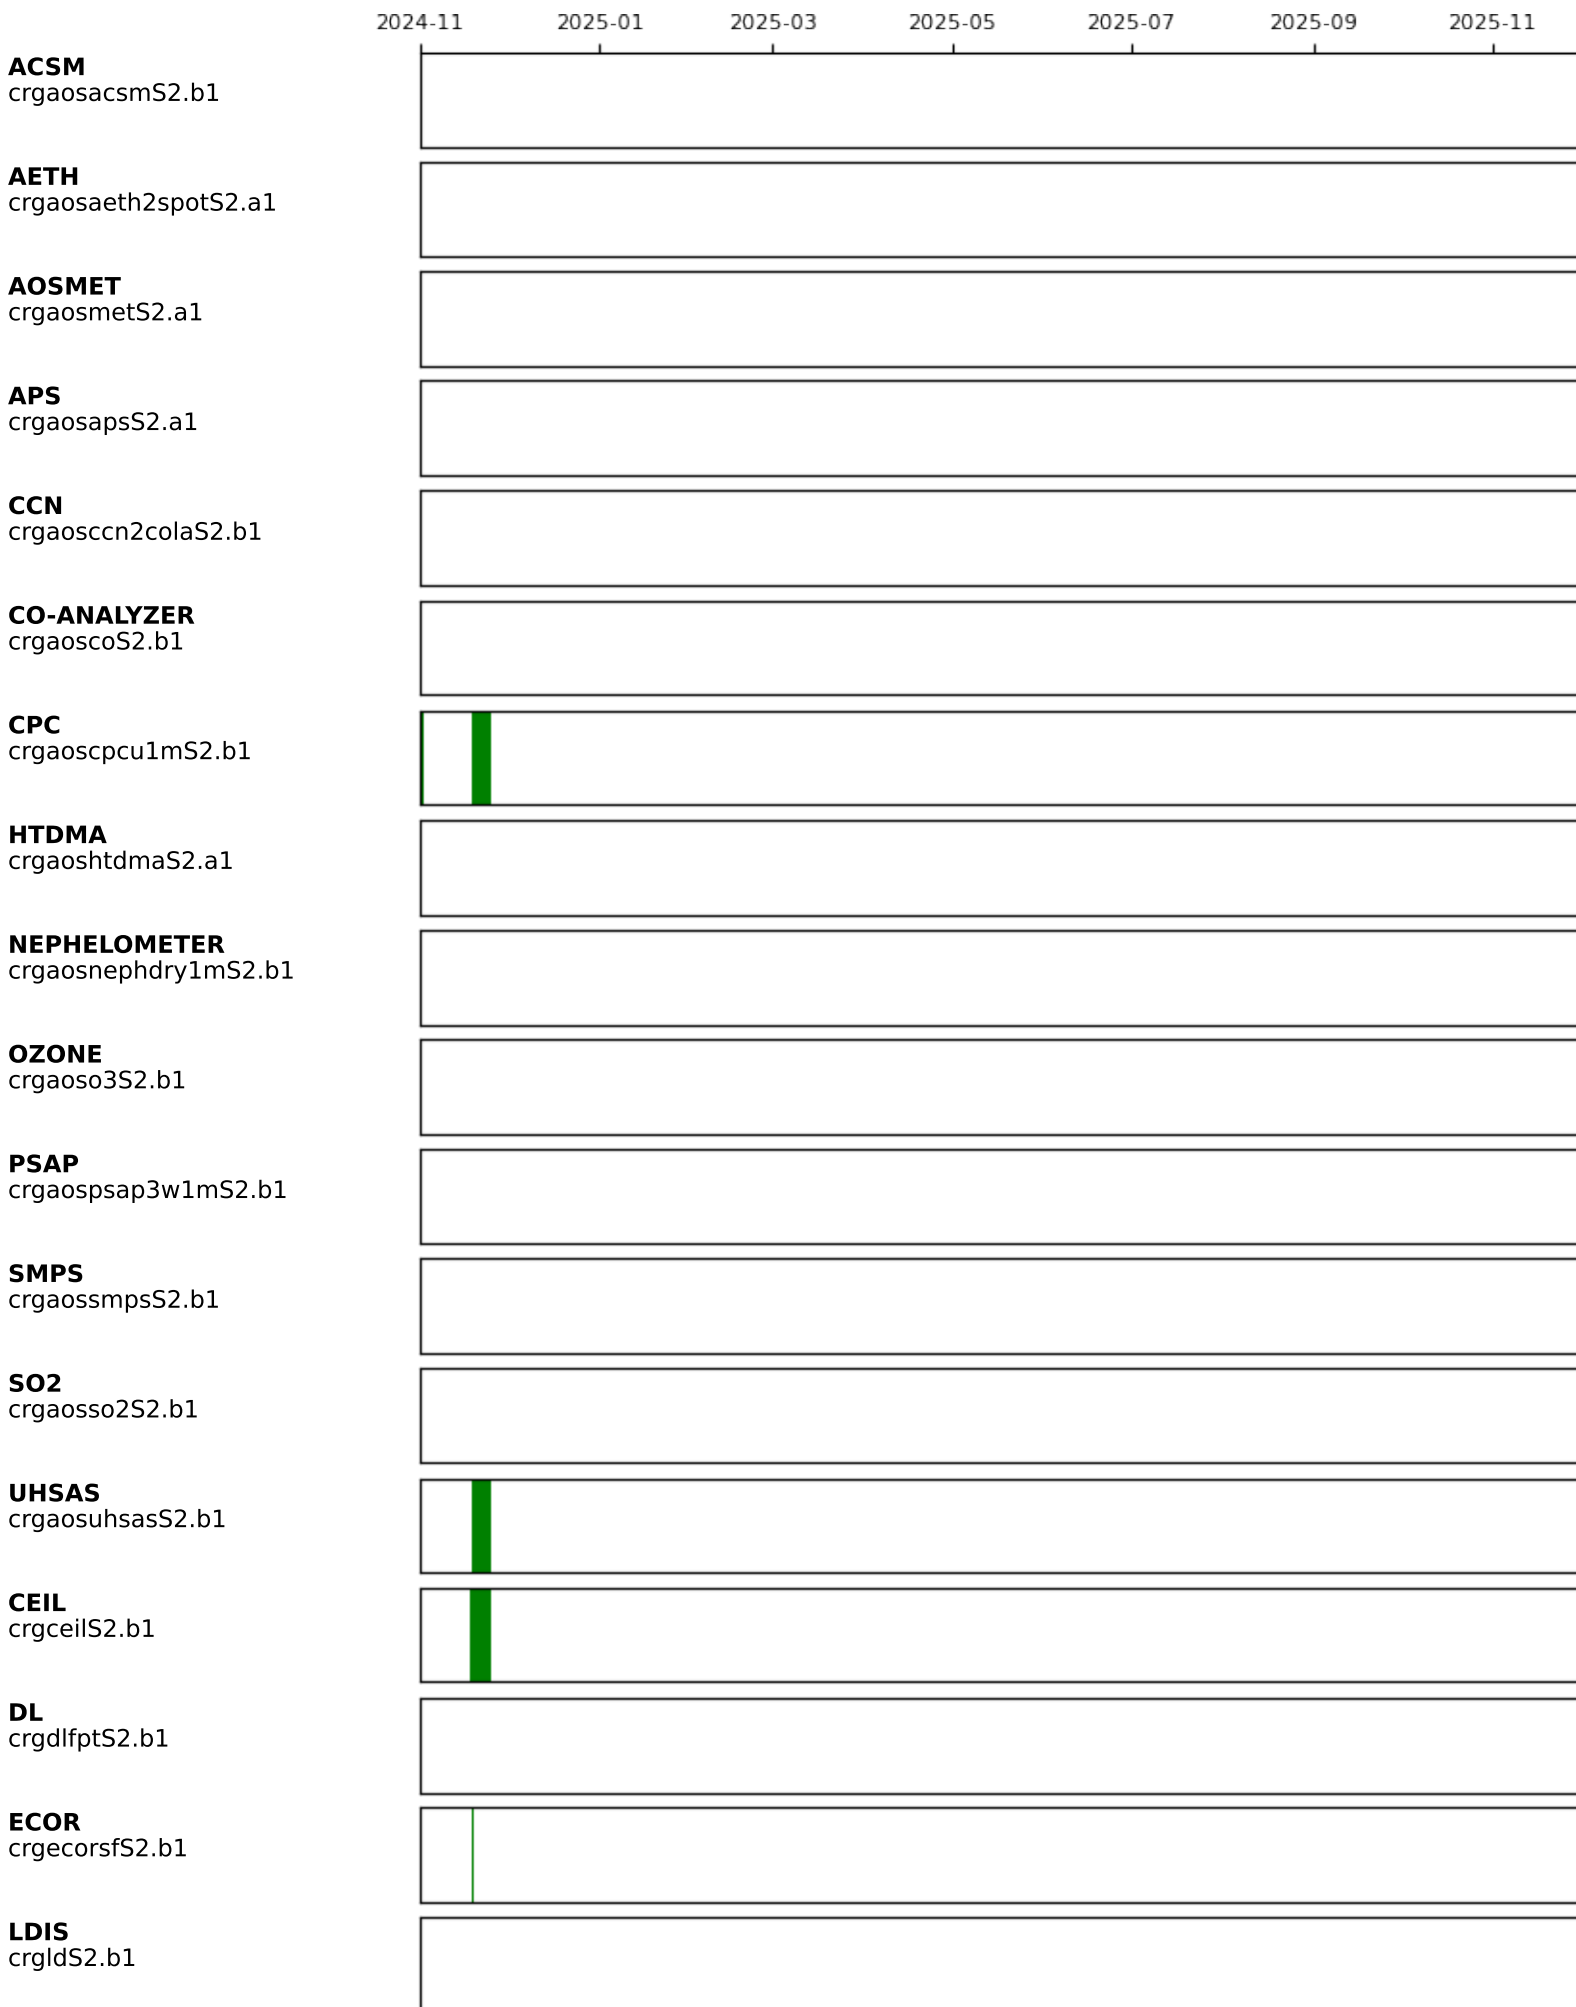 2024-11 2025-01 2025-03 2025-05 2025-07 2025-09 2025-11
ACSM
crgaosacsmS2.b1
AETH
crgaosaeth2spotS2.a1
AOSMET
crgaosmetS2.a1
APS
crgaosapsS2.a1
CCN
crgaosccn2colaS2.b1
CO-ANALYZER
crgaoscoS2.b1
CPC
crgaoscpcu1mS2.b1
HTDMA
crgaoshtdmaS2.a1
NEPHELOMETER
crgaosnephdry1mS2.b1
OZONE
crgaoso3S2.b1
PSAP
crgaospsap3w1mS2.b1
SMPS
crgaossmpsS2.b1
SO2
crgaosso2S2.b1
UHSAS
crgaosuhsasS2.b1
CEIL
crgceilS2.b1
DL
crgdlfptS2.b1
ECOR
crgecorsfS2.b1
LDIS
crgldS2.b1